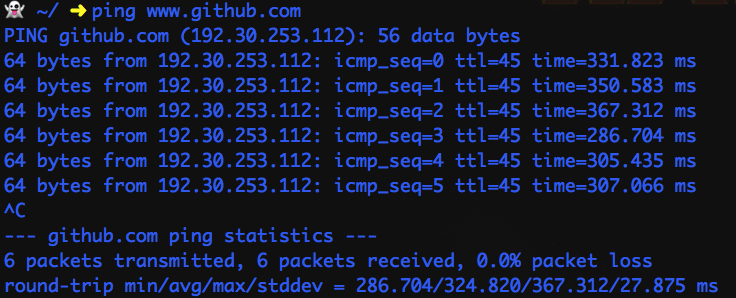 ~/ ➜ ping www.github.com
PING github.com (192.30.253.112): 56 data bytes
64 bytes from 192.30.253.112: icmp_seq=0 ttl=45 time=331.823 ms
64 bytes from 192.30.253.112: icmp_seq=1 ttl=45 time=350.583 ms
64 bytes from 192.30.253.112: icmp_seq=2 ttl=45 time=367.312 ms
64 bytes from 192.30.253.112: icmp_seq=3 ttl=45 time=286.704 ms
64 bytes from 192.30.253.112: icmp_seq=4 ttl=45 time=305.435 ms
64 bytes from 192.30.253.112: icmp_seq=5 ttl=45 time=307.066 ms
^C
--- github.com ping statistics ---
6 packets transmitted, 6 packets received, 0.0% packet loss
round-trip min/avg/max/stddev = 286.704/324.820/367.312/27.875 ms